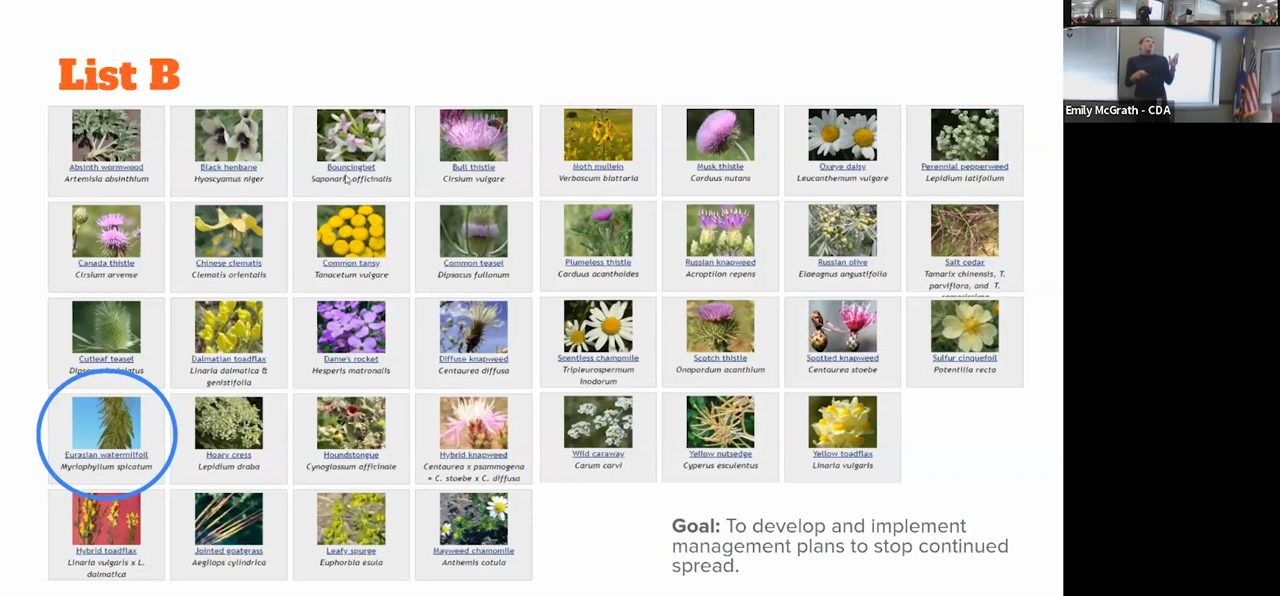 List B
Emily McGrath - CDA
Absinth wormwood
Artemisia absinthium
Black henbane
Hyoscyamus niger
Bouncingbet
officinalis
Bull thistle
Cirsium vulgare
Moth mullein
Verbascum blattaria
Musk thistle
Carduus nutans
Oxeye daisy
Leucanthemum vulgare
Perennial pepperweed
Lepidium latifolium
Canada thistle
Cirsium arvense
Chinese clematis
Clematis orientalis
Common tansy
Tanacetum vulgare
Common teasel
Dipsacus fullonum
Plumeless thistle
Carduus acanthoides
Russian knapweed
Acroptilon repens
Russian olive
Elaeagnus angustifolia
Salt cedar
Tamarix chinensis, T.
parviflora, and T.
Cutleaf teasel
Dalmatian toadflax
Linaria dalmatica &
genistifolia
Dame's rocket
Hesperis matronalis
Diffuse knapweed
Centaurea diffusa
Scentless chamomile
Tripleurospermum
inodorum
Scotch thistle
Onopordum acanthium
Spotted knapweed
Centaurea stoebe
Sulfur cinquefoil
Potentilla recta
Eurasian watermilfoil
Myriophyllum spicatum
Hoary cress
Lepidium draba
Houndstongue
Cynoglossum officinale
Hybrid knapweed
Centaurea x psammogena
= C. stoebe x C. diffusa
Wild caraway
Carum carvi
Yellow nutsedge
Cyperus esculentus
Yellow toadflax
Linaria vulgaris
Hybrid toadflax
Linaria vulgaris x L.
dalmatica
Jointed goatgrass
Aegilops cylindrica
Leafy spurge
Euphorbia esula
Mayweed chamomile
Anthemis cotula
Goal: To develop and implement
management plans to stop continued
spread.